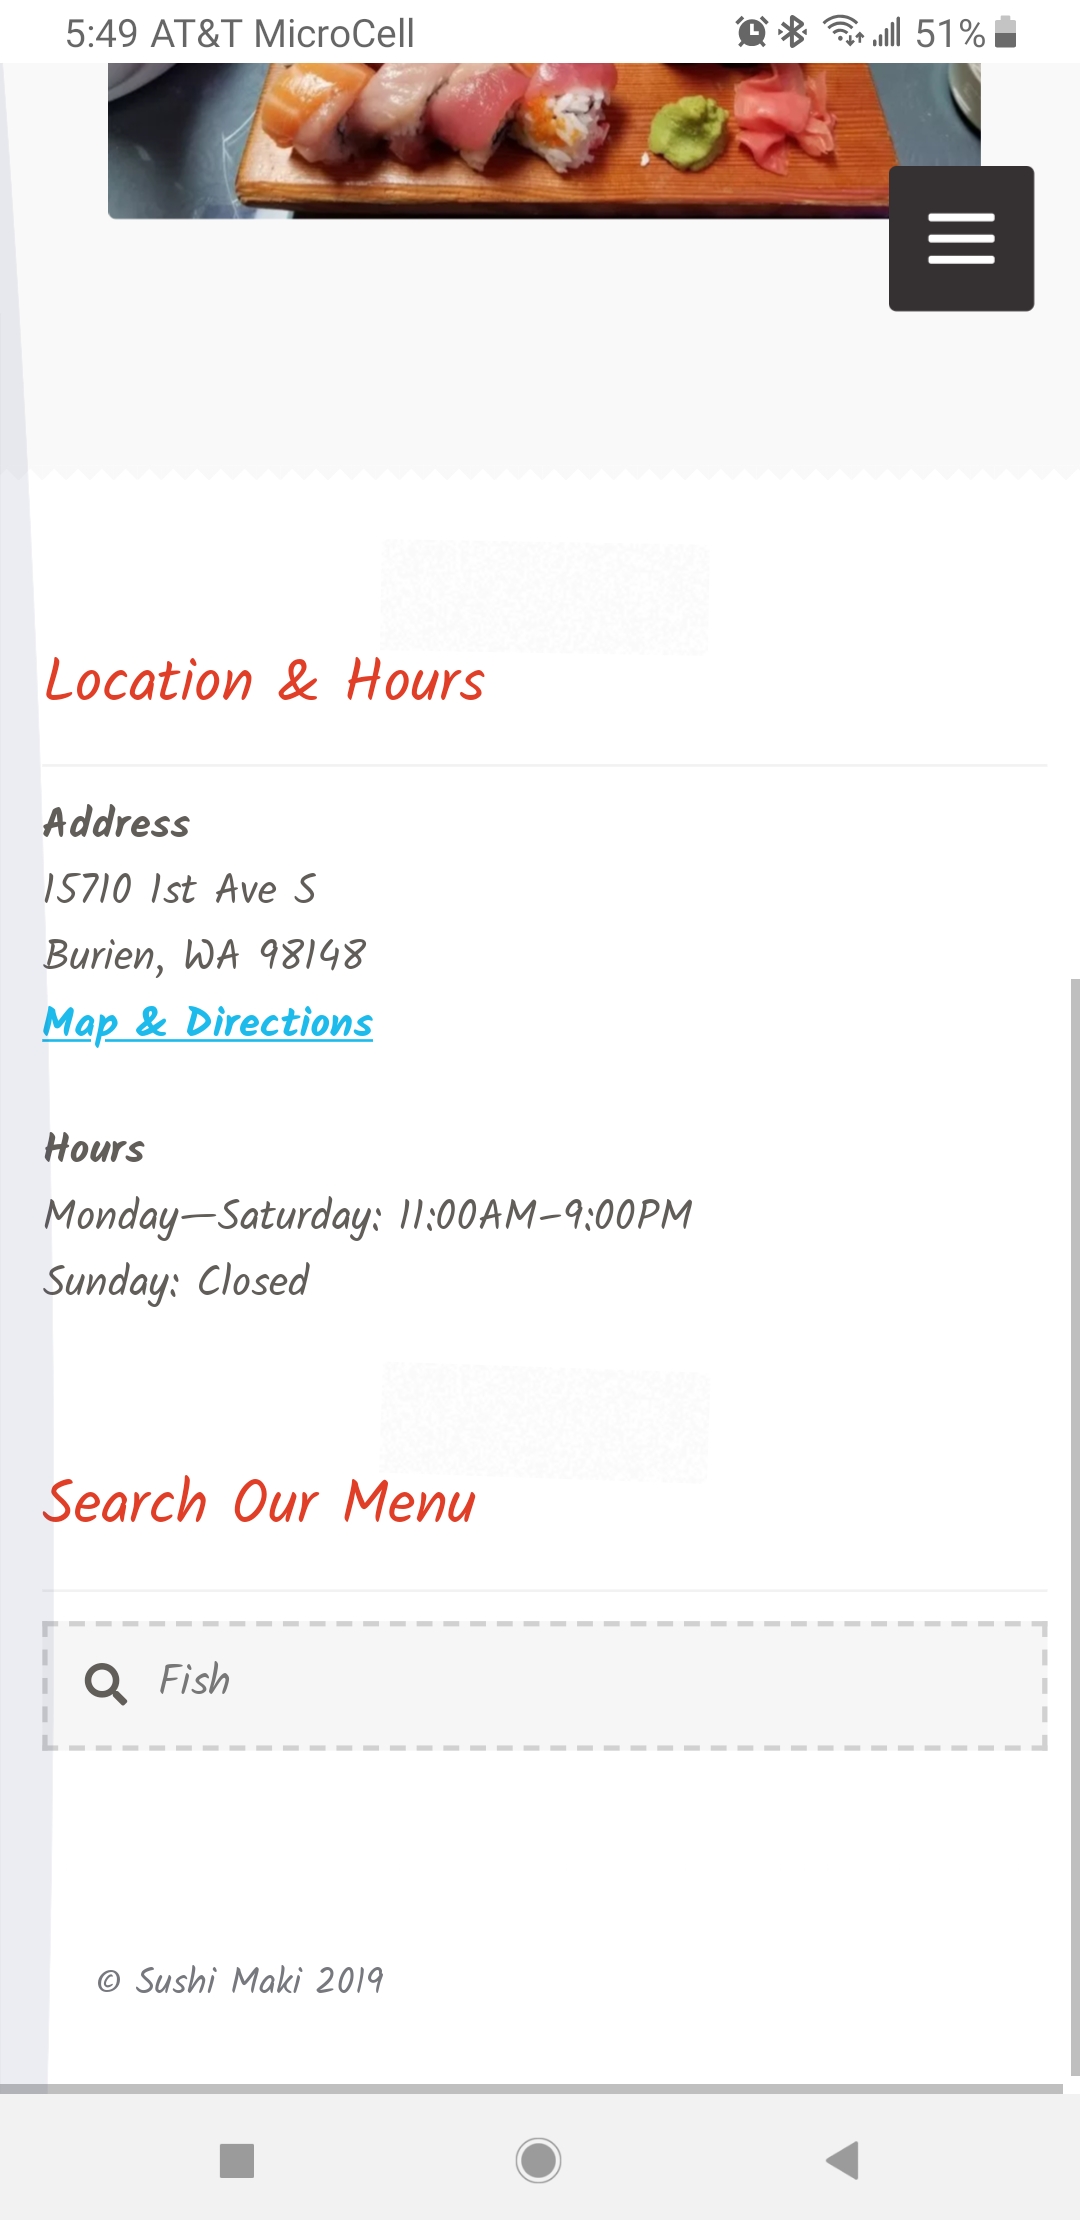 5:49 AT&T MicroCell 51%
Location & Hours
Address
15710 1st Ave S
Burien, WA 98148
Map & Directions
Hours
Monday—Saturday: 11:00AM–9:00PM
Sunday: Closed
Search Our Menu
Fish
© Sushi Maki 2019